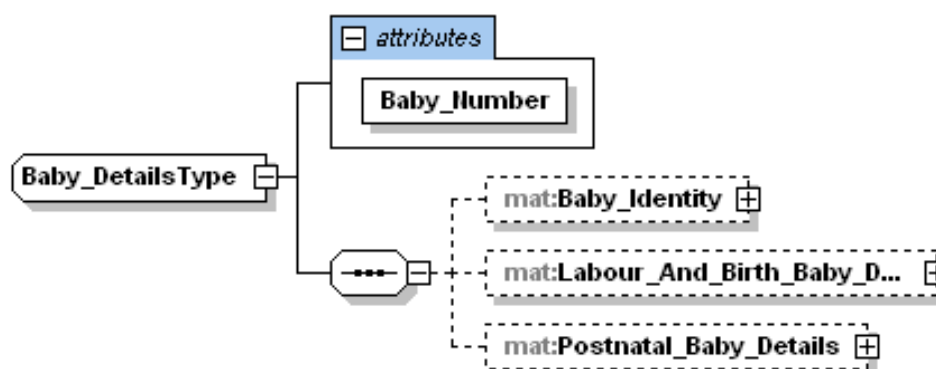 attributes
Baby_Number
Baby_DetailsType
mat:Baby_Identity
mat:Labour_And_Birth_Baby_D...
mat:Postnatal_Baby_Details